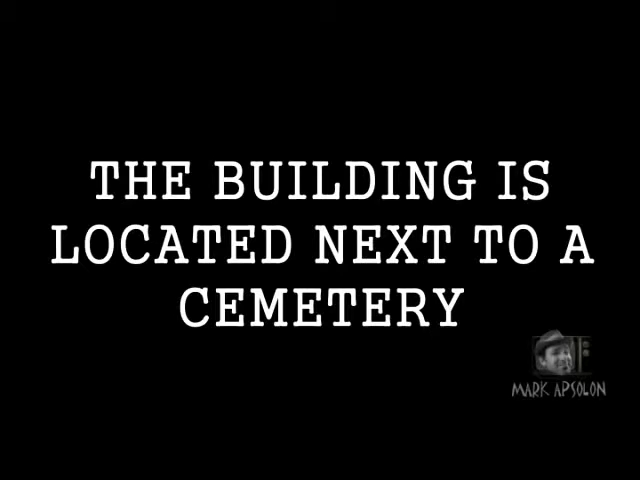 THE BUILDING IS
LOCATED NEXT TO A
CEMETERY
MARK APSOLON